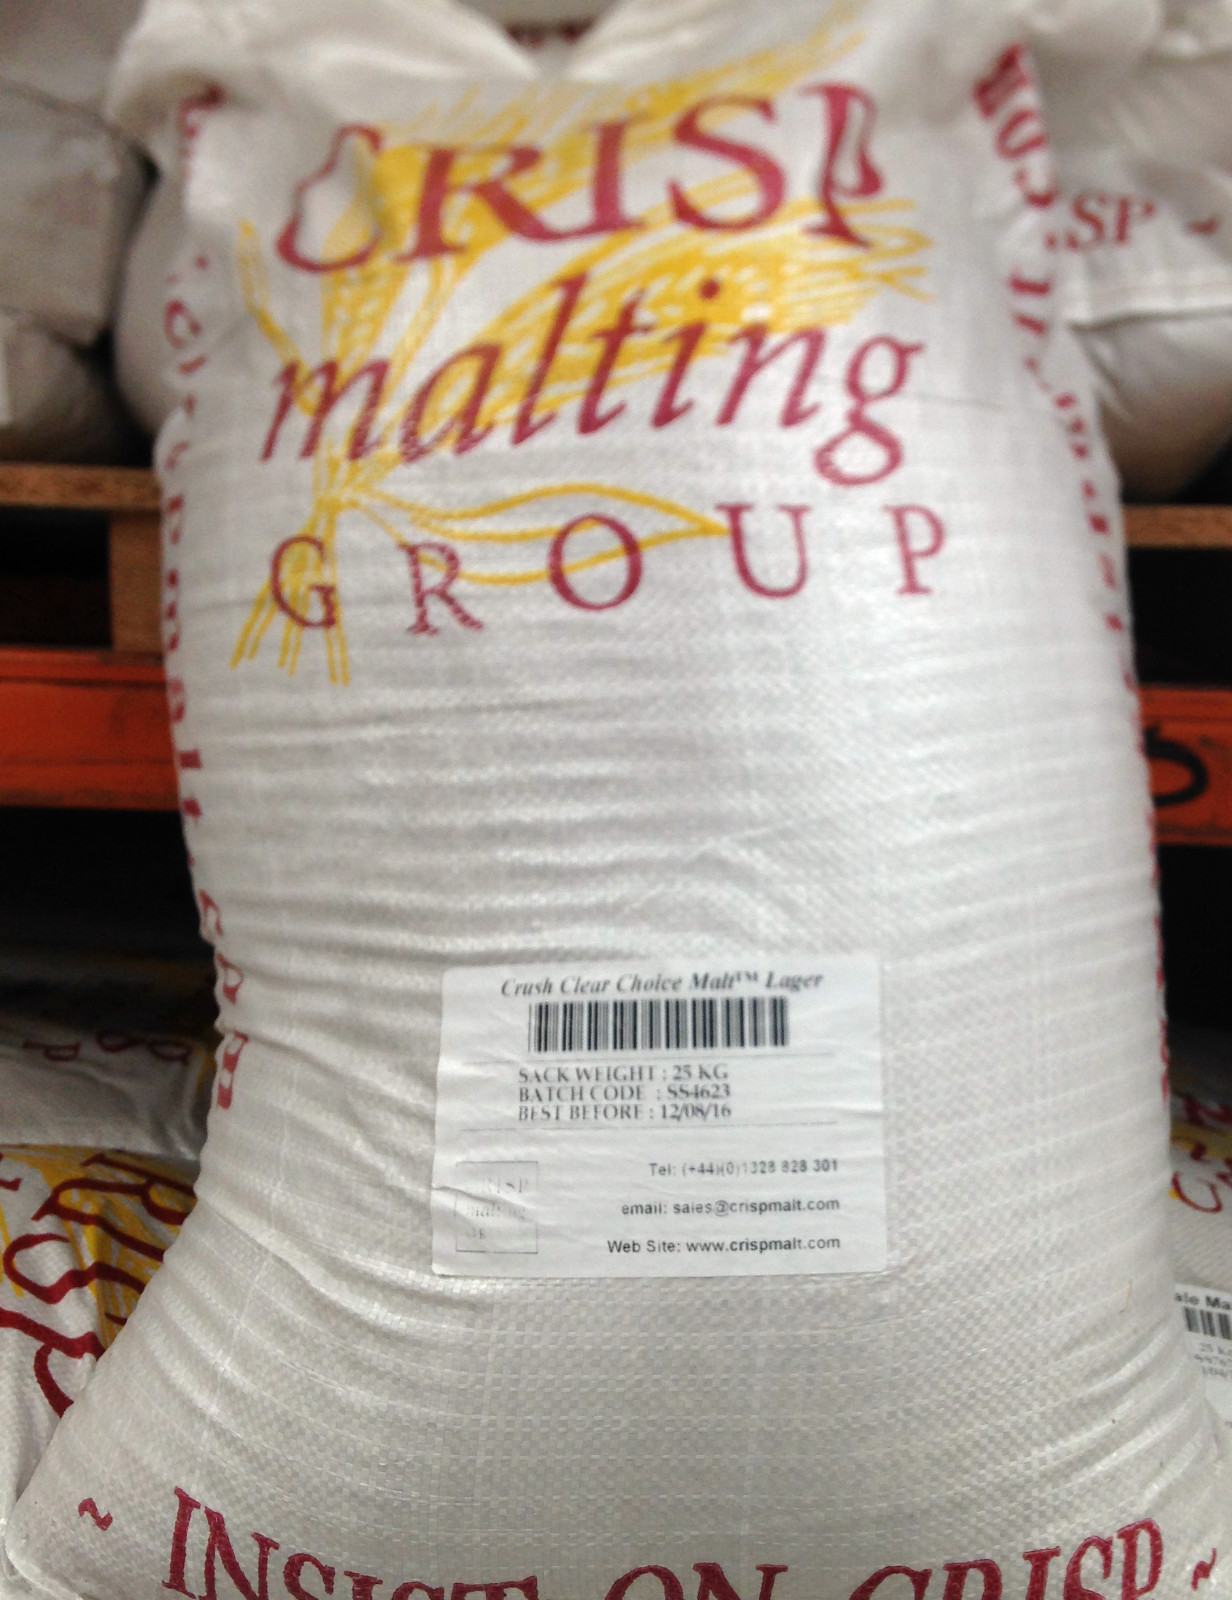 CRISP
malting
GROUP
Crush Clear Choice Malt™ Lager
SACK WEIGHT : 25 KG
BATCH CODE : SS4623
BEST BEFORE : 12/08/16
Tel: (+44)(0)1328 828 301
email: sales@crispmalt.com
Web Site: www.crispmalt.com
CRISP
malting
~ INSIST ON CRISP ~